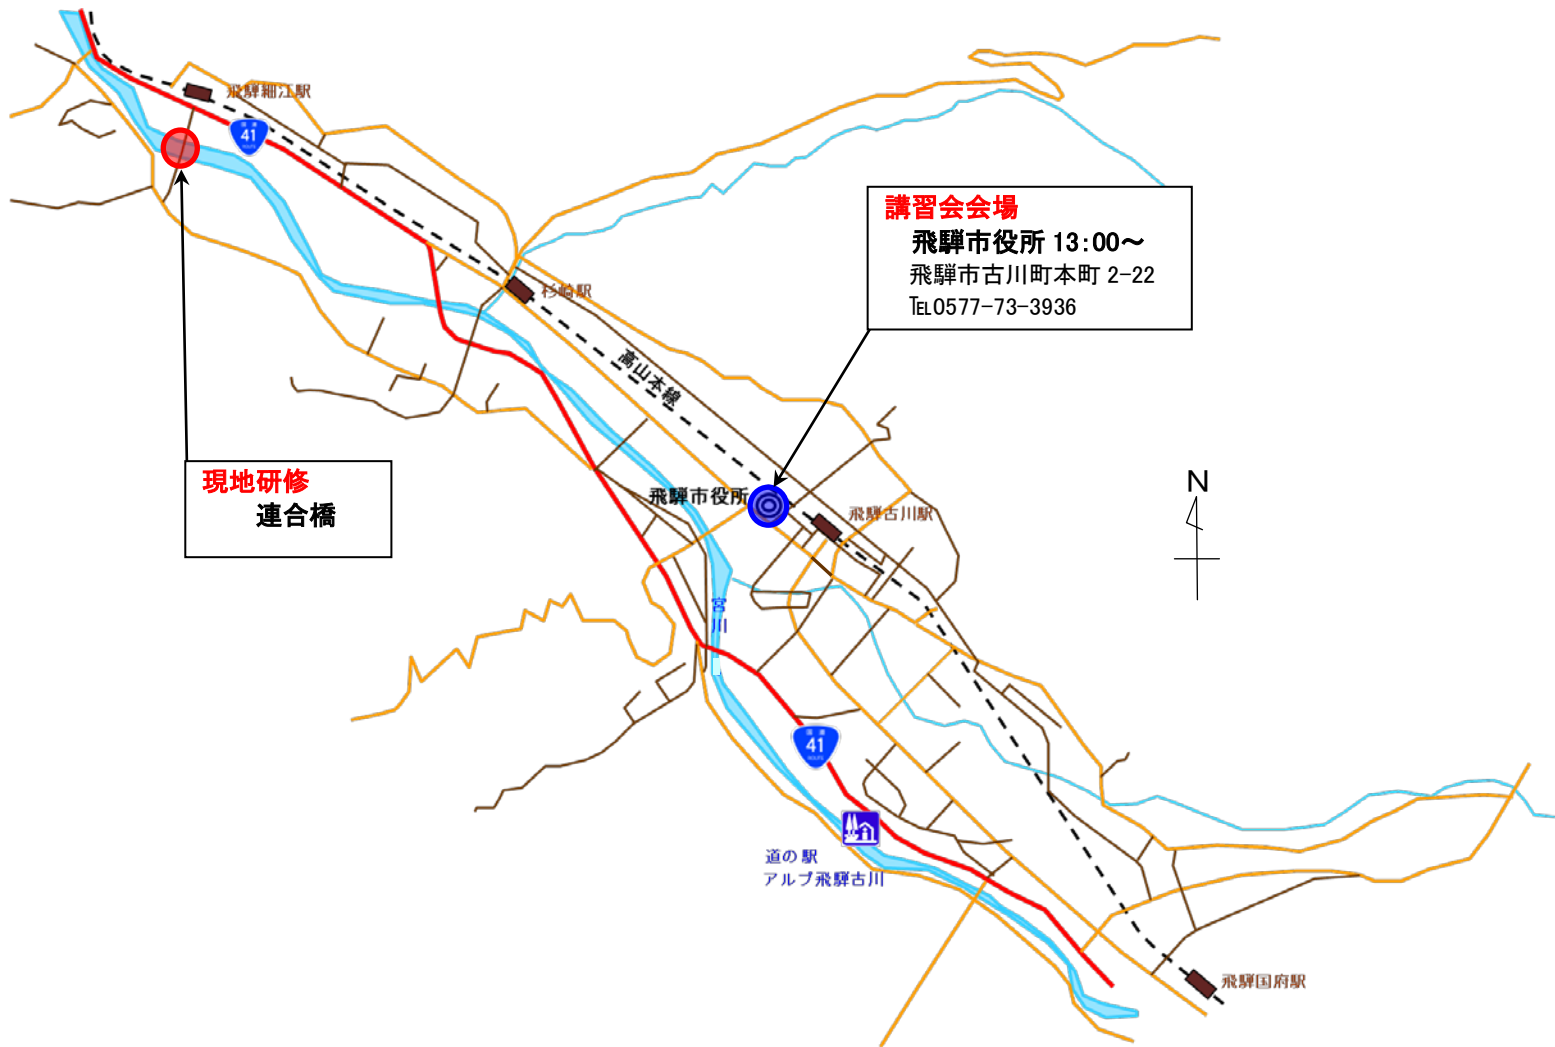 飛騨細江駅
41
講習会会場
飛騨市役所 13:00～
飛騨市古川町本町 2-22
℡0577-73-3936
杉崎駅
高山本線
現地研修
連合橋
N
飛騨市役所
飛騨古川駅
宮川
41
道の駅
アルプ飛騨古川
飛騨国府駅